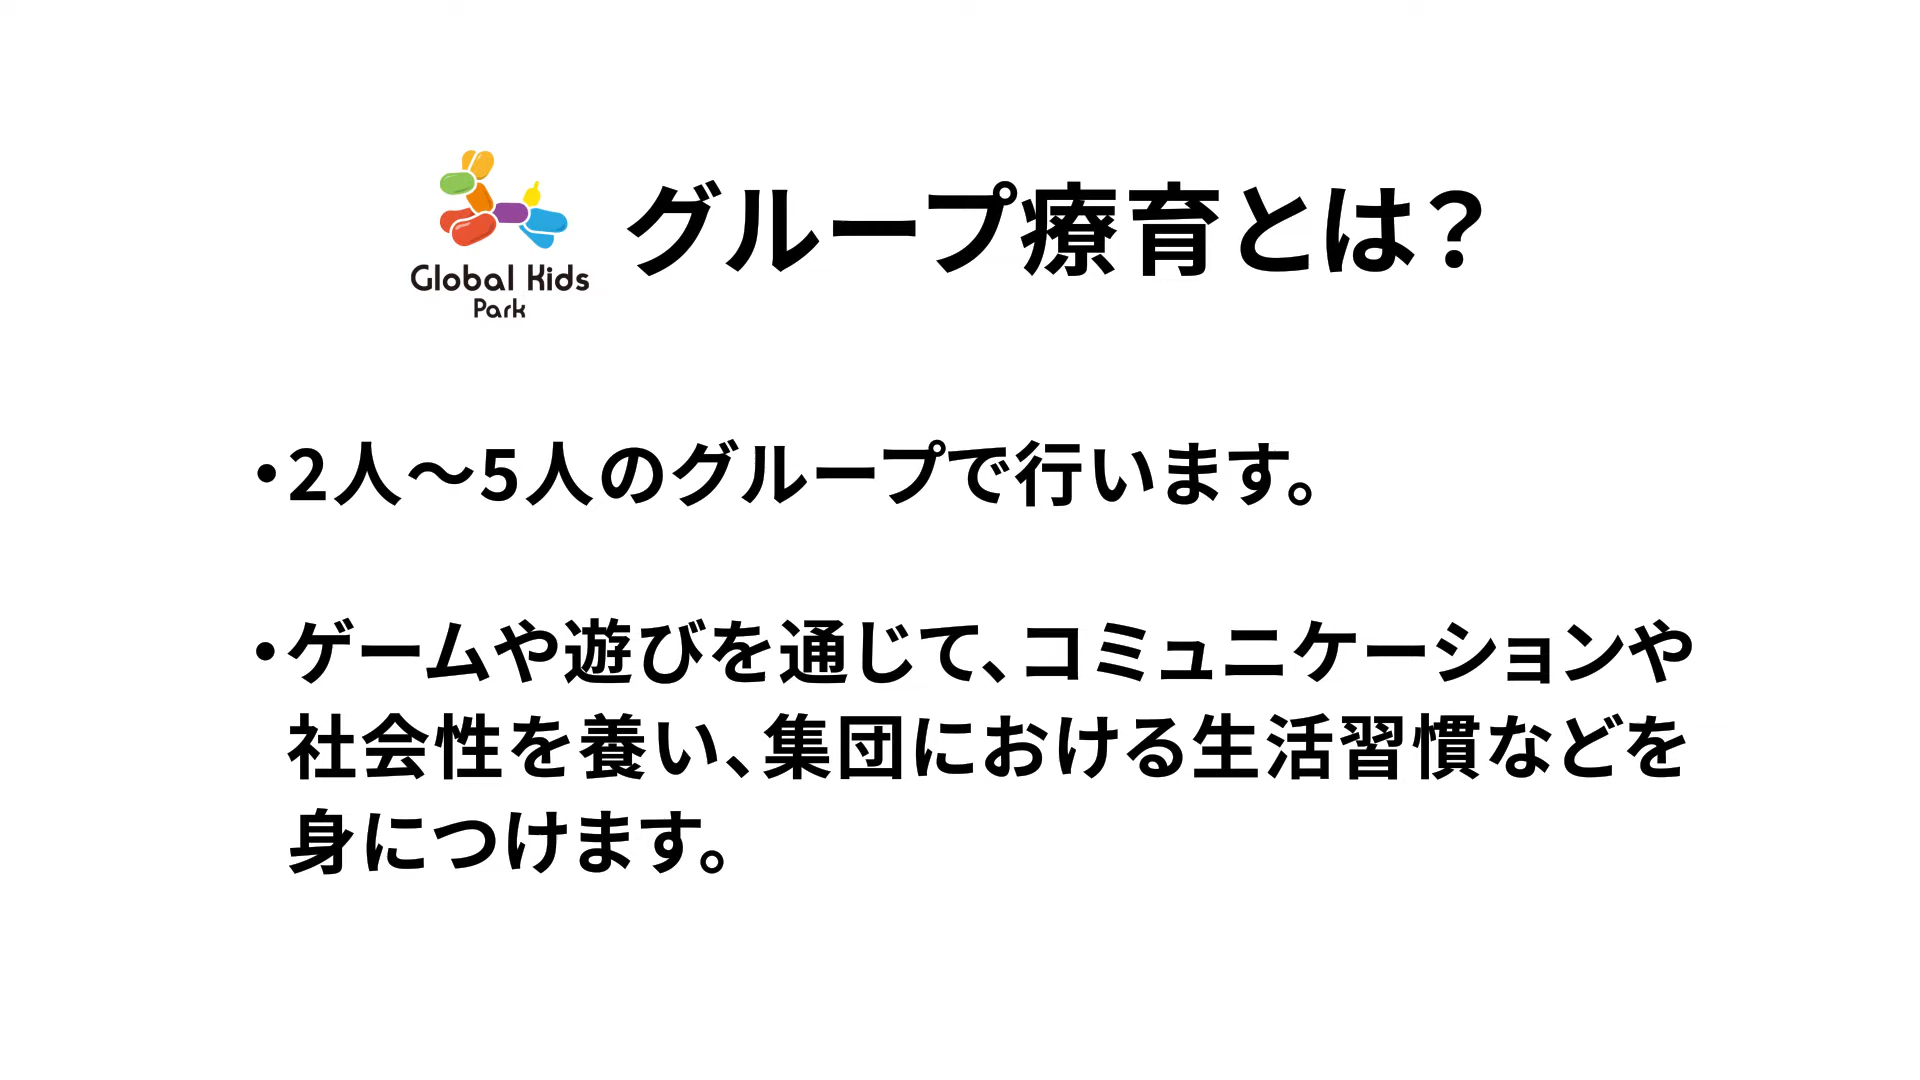 Global Kids
Park
グループ療育とは？
・2人～5人のグループで行います。
・ゲームや遊びを通じて、コミュニケーションや
社会性を養い、集団における生活習慣などを
身につけます。